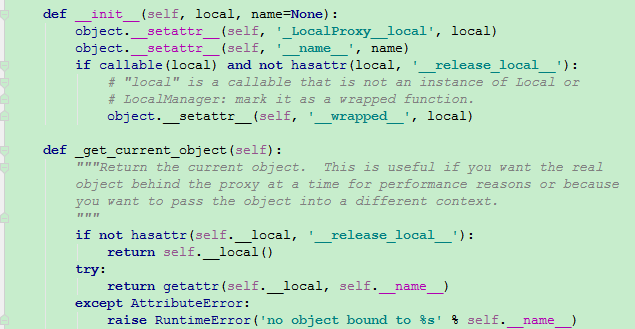 def __init__(self, local, name=None):
    object.__setattr__(self, '_LocalProxy__local', local)
    object.__setattr__(self, '__name__', name)
    if callable(local) and not hasattr(local, '__release_local__'):
        # "local" is a callable that is not an instance of Local or
        # LocalManager: mark it as a wrapped function.
        object.__setattr__(self, '__wrapped__', local)

def _get_current_object(self):
    """Return the current object.  This is useful if you want the real
    object behind the proxy at a time for performance reasons or because
    you want to pass the object into a different context.
    """
    if not hasattr(self.__local, '__release_local__'):
        return self.__local()
    try:
        return getattr(self.__local, self.__name__)
    except AttributeError:
        raise RuntimeError('no object bound to %s' % self.__name__)